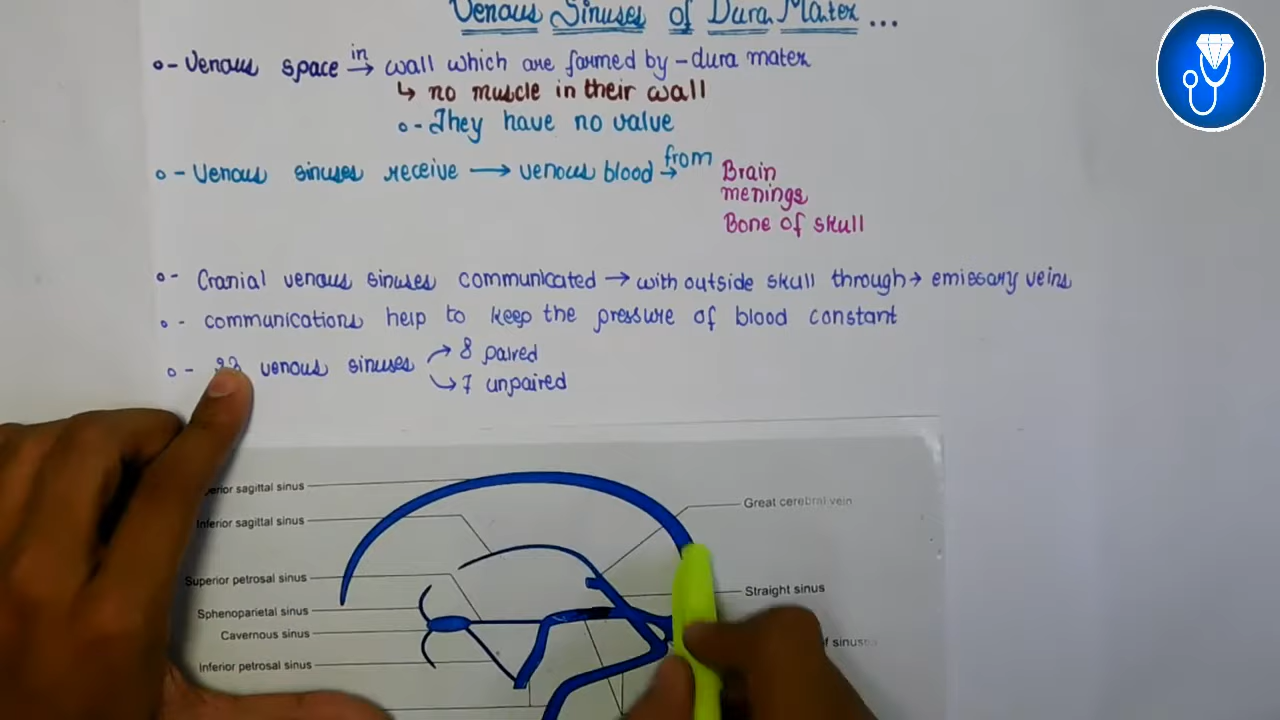 Venous Sinuses of Dura Mater ...
o - Venous space in → wall which are formed by - dura mater
↳ no muscle in their wall
o - They have no value
o - Venous sinuses receive → venous blood from →
Brain
menings
Bone of skull
o - Cranial venous sinuses communicated → with outside skull through → emissary veins
o - communications help to keep the pressure of blood constant
o - venous sinuses → 8 paired
↘ 7 unpaired
sagittal sinus
Great cerebral vein
Inferior sagittal sinus
Superior petrosal sinus
Straight sinus
Sphenoparietal sinus
Cavernous sinus
of sinuses
Inferior petrosal sinus